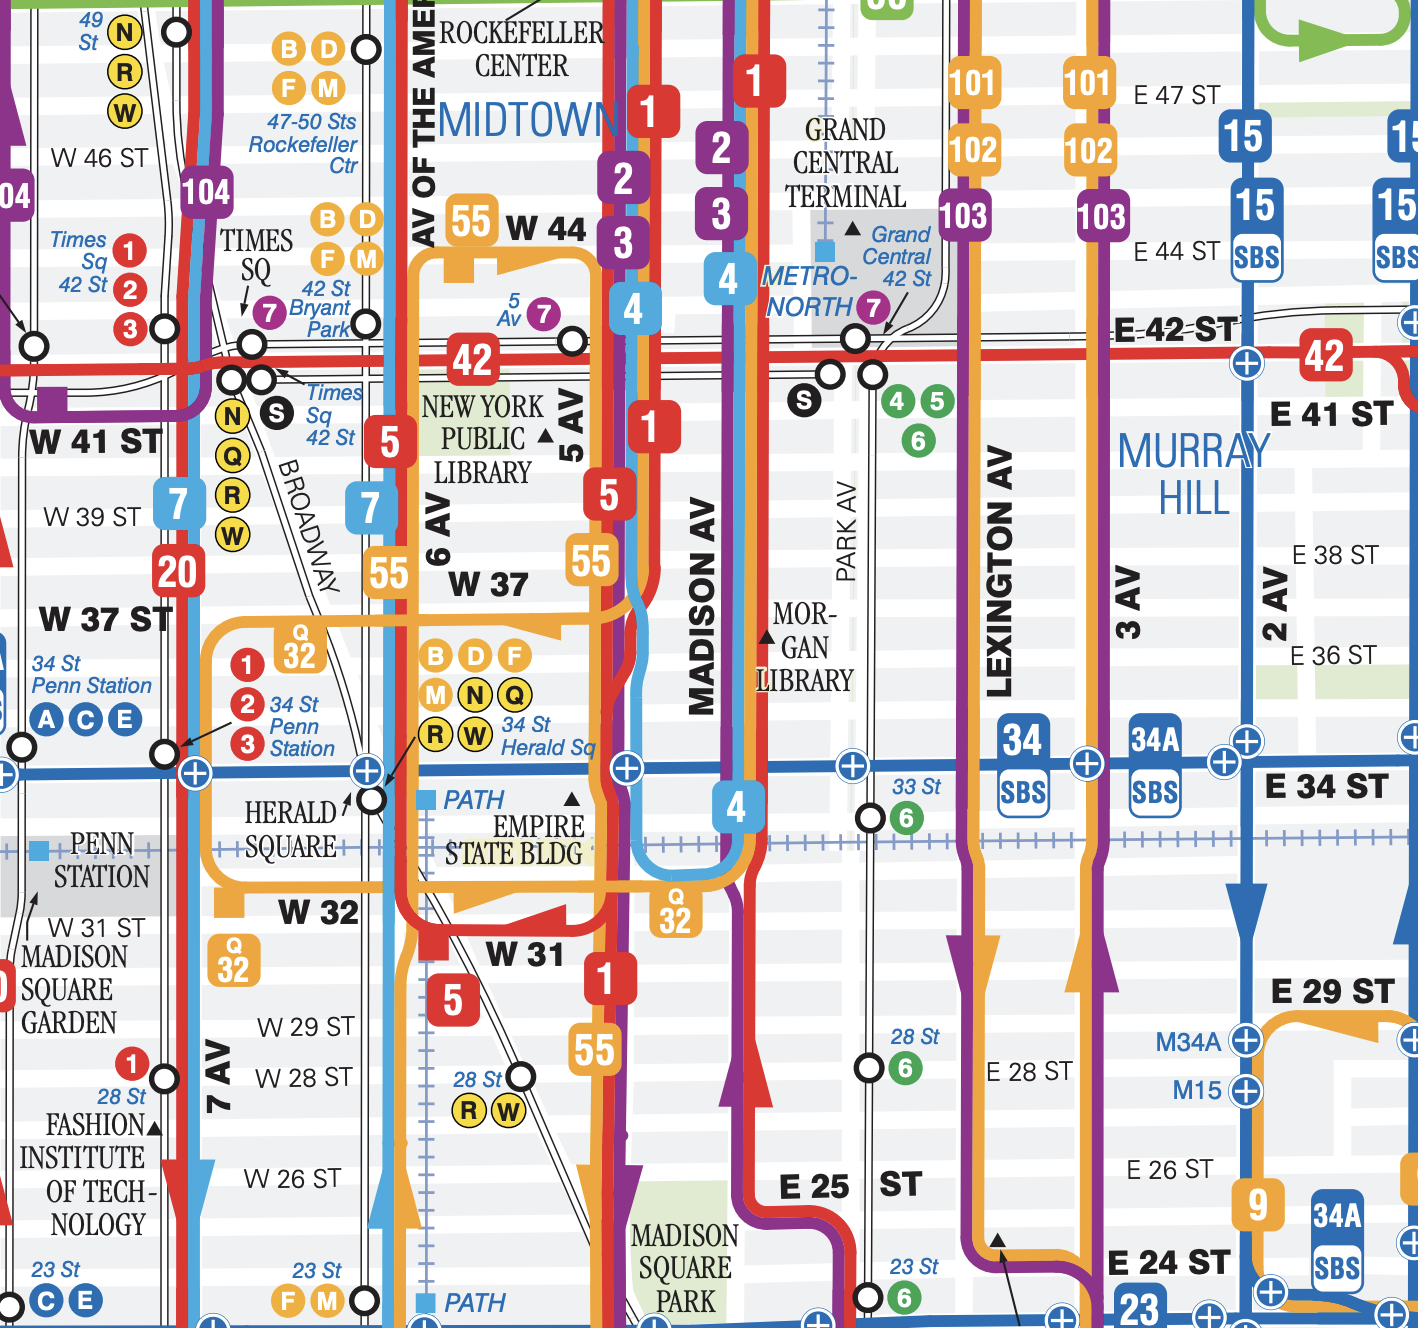 49
St
N
R
W
B D
F M
47-50 Sts
Rockefeller
Ctr
AV OF THE AMER
ROCKEFELLER
CENTER
MIDTOWN
1
1
101
101
E 47 ST
15
15
W 46 ST
04
104
2
3
2
3
GRAND
CENTRAL
TERMINAL
102
102
103
103
15
SBS
15
SBS
E 44 ST
Times
Sq
42 St
1
2
3
TIMES
SQ
7
B D
F M
42 St
Bryant
Park
55
W 44
5
Av
7
4
4
METRO-
NORTH
7
Grand
Central
42 St
E 42 ST
42
42
S
4 5
6
E 41 ST
W 41 ST
N
Q
R
W
S
Times
Sq
42 St
5
NEW YORK
PUBLIC
LIBRARY
5 AV
1
MURRAY
HILL
W 39 ST
7
20
BROADWAY
7
55
6 AV
5
55
MADISON AV
PARK AV
LEXINGTON AV
3 AV
2 AV
E 38 ST
W 37
W 37 ST
Q
32
MOR-
GAN
LIBRARY
E 36 ST
34 St
Penn Station
A C E
1
2
3
34 St
Penn
Station
B D F
M N Q
R W
34 St
Herald Sq
34
SBS
34A
SBS
E 34 ST
HERALD
SQUARE
PATH
EMPIRE
STATE BLDG
4
33 St
6
PENN
STATION
W 31 ST
W 32
Q
32
Q
32
W 31
5
1
55
MADISON
SQUARE
GARDEN
W 29 ST
W 28 ST
7 AV
1
28 St
28 St
R W
28 St
6
E 28 ST
E 29 ST
M34A
M15
FASHION
INSTITUTE
OF TECH-
NOLOGY
W 26 ST
E 26 ST
E 25 ST
9
34A
SBS
MADISON
SQUARE
PARK
E 24 ST
23 St
C E
23 St
F M
PATH
23 St
6
23